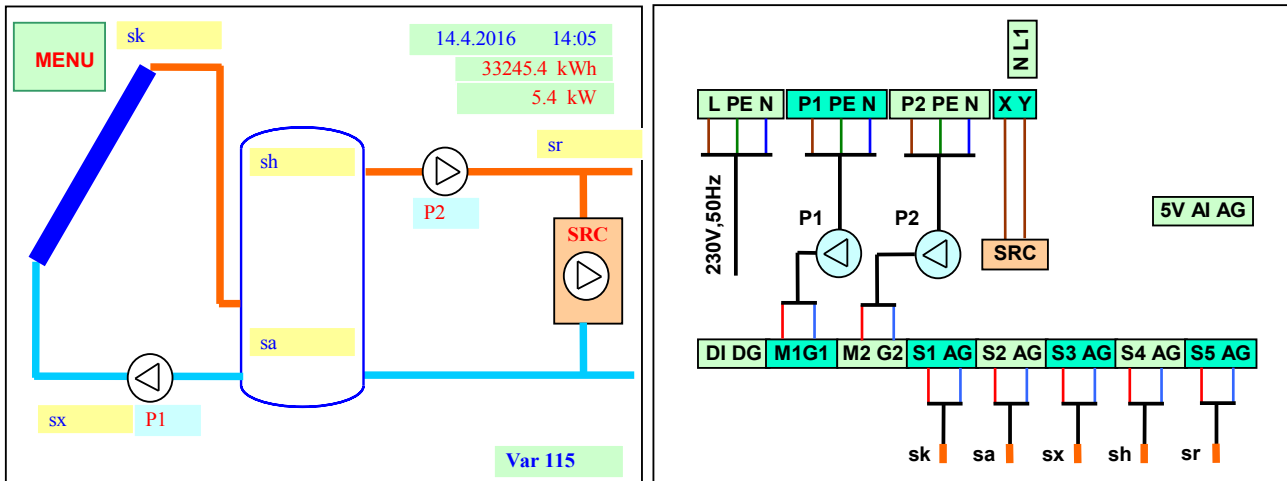 sk
MENU
14.4.2016 14:05
33245.4 kWh
5.4 kW
sh
sr
P2
SRC
sa
sx
P1
Var 115
N L1
L PE N
P1 PE N
P2 PE N
X Y
230V,50Hz
P1
P2
SRC
5V AI AG
DI DG
M1G1
M2 G2
S1 AG
S2 AG
S3 AG
S4 AG
S5 AG
sk
sa
sx
sh
sr